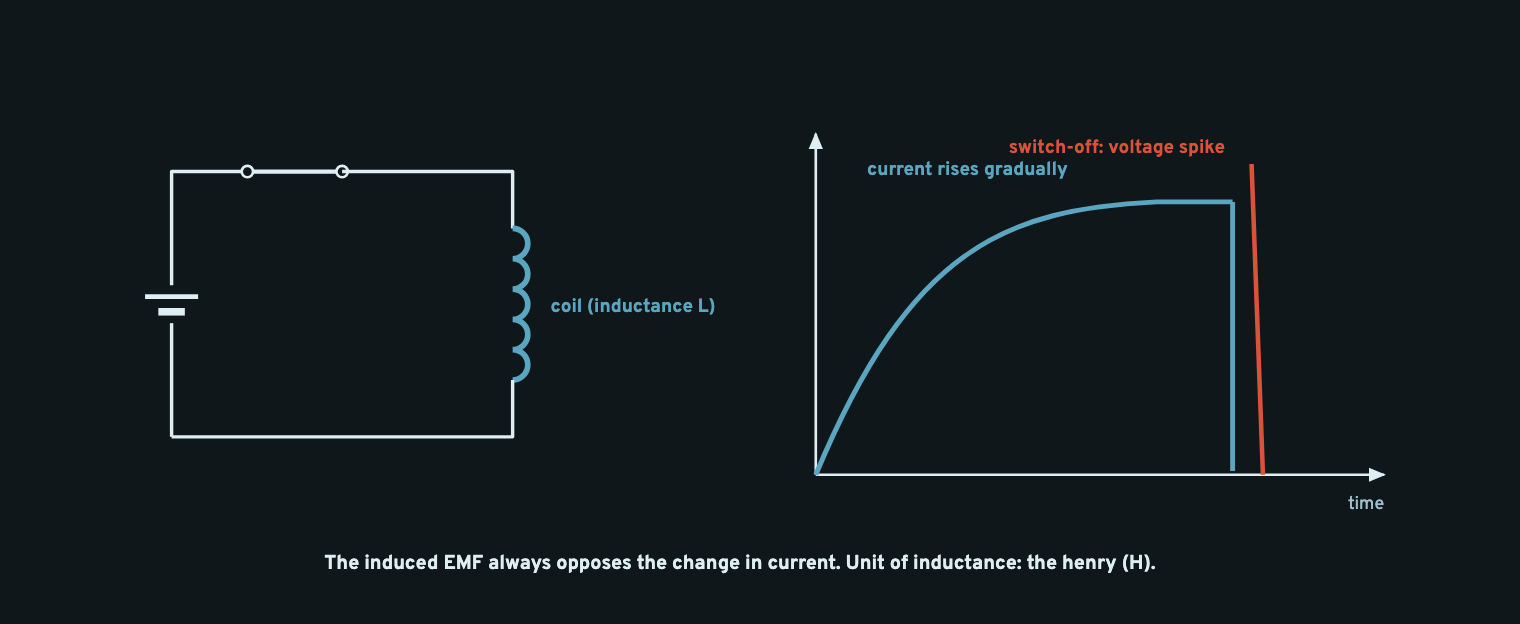 switch-off: voltage spike
current rises gradually
coil (inductance L)
time
The induced EMF always opposes the change in current. Unit of inductance: the henry (H).